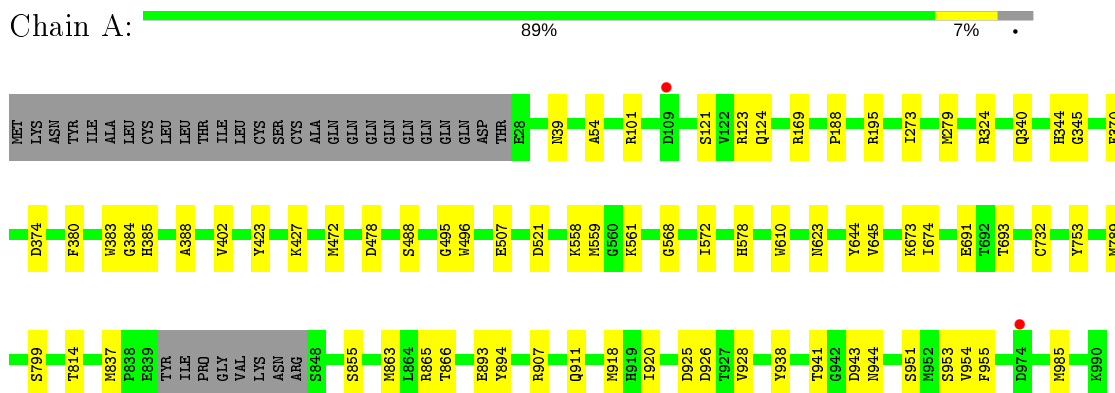 Chain A:
89% 7% •
MET LYS ASN TYR ILE ALA LEU CYS LEU LEU THR ILE LEU CYS SER CYS ALA GLN GLN GLN GLN GLN GLN GLN GLN ASP THR E28 N39 A54 R101 D109 S121 V122 R123 Q124 R169 P188 R195 I273 M279 R324 Q340 H344 G345
D374 F380 W383 G384 H385 A388 V402 Y423 K427 M472 D478 S488 G495 W496 E507 D521 K558 M559 G560 K561 G568 I572 H578 W610 N623 Y644 V645 K673 I674 E691 T692 T693 C732 Y753
S799 T814 M837 P838 E839 TYR ILE PRO GLY VAL LYS ASN ARG S848 S855 M863 L864 R865 T866 E893 Y894 R907 Q911 M918 H919 I920 D925 D926 T927 V928 Y938 T941 G942 D943 N944 S951 M952 S953 V954 F955 D974 M985 K990